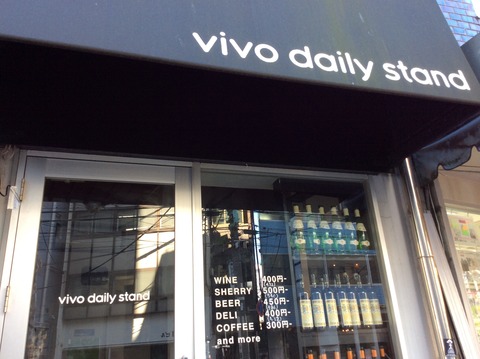 vivo daily stand
vivo daily stand
WINE 400円-
SHERRY 500円-
BEER 450円-
DELI 400円-
COFFEE 300円-
and more